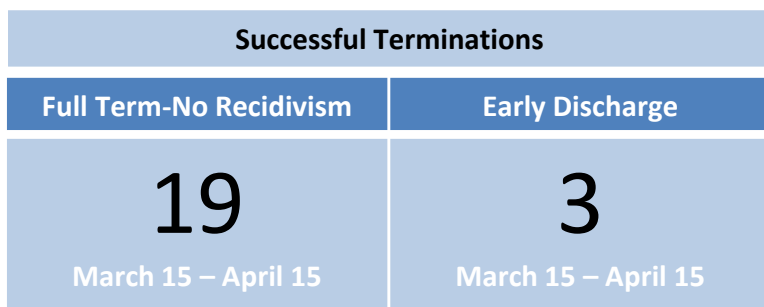 Successful Terminations
Full Term-No Recidivism
Early Discharge
19
3
March 15 – April 15
March 15 – April 15